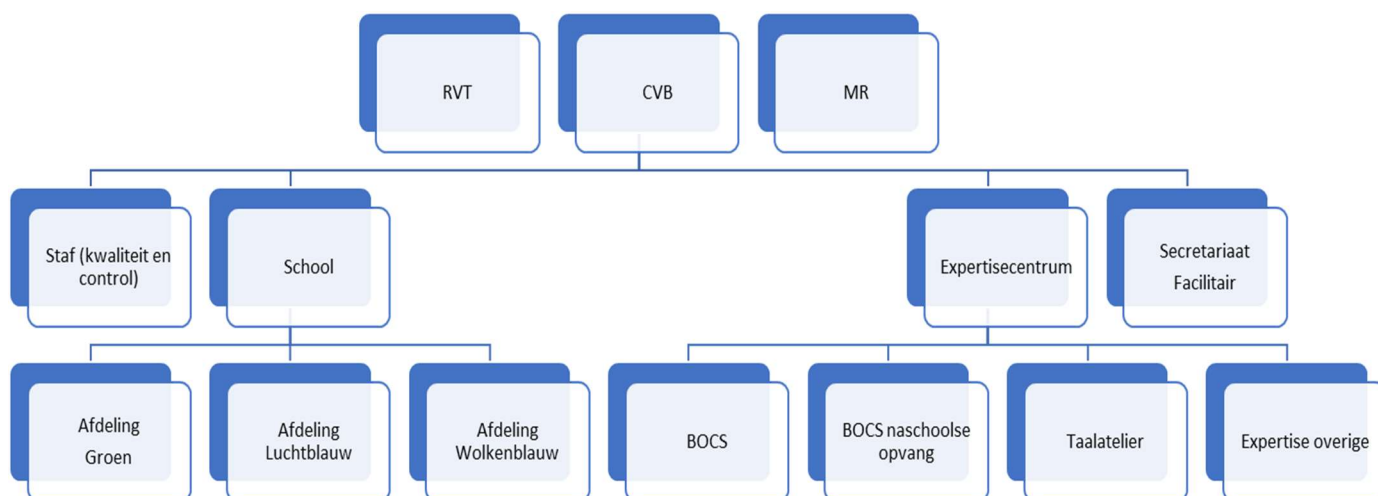 RVT
CVB
MR
Staf (kwaliteit en
control)
School
Expertisecentrum
Secretariaat
Facilitair
Afdeling
Groen
Afdeling
Luchtblauw
Afdeling
Wolkenblauw
BOCS
BOCS naschoolse
opvang
Taalatelier
Expertise overige